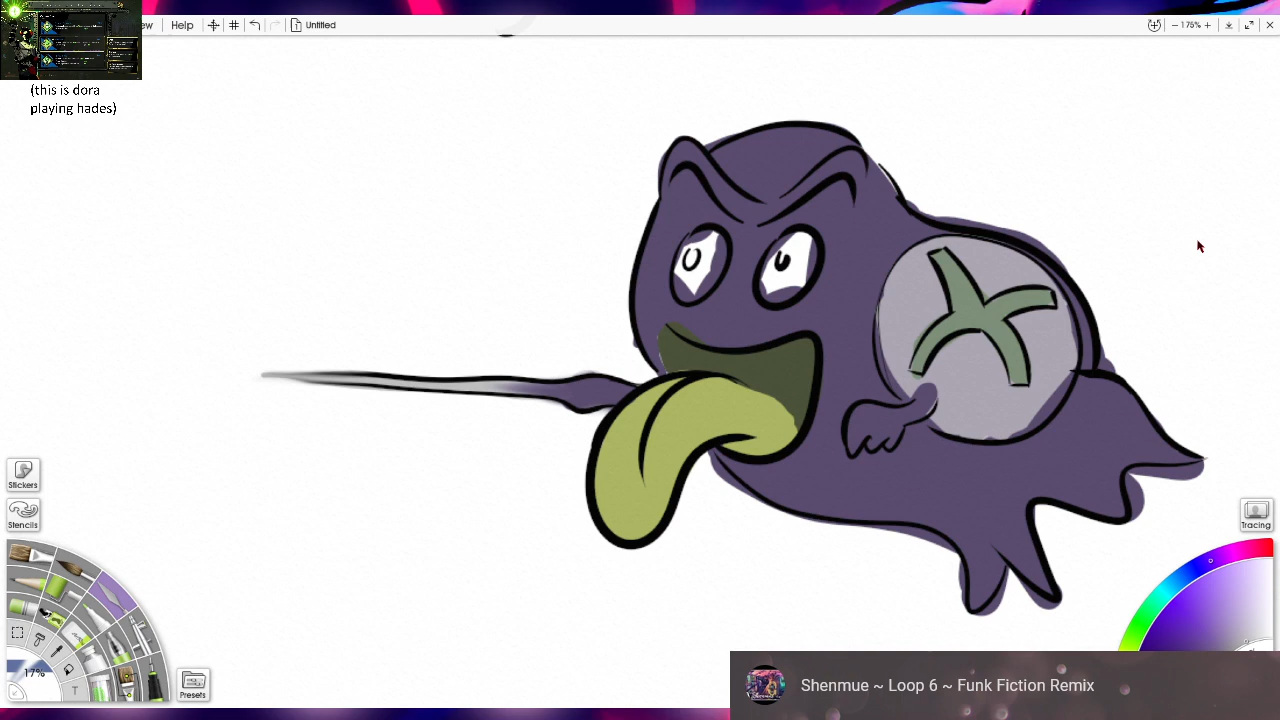 ew Help Untitled 175%
(this is dora
playing hades)
Stickers
Stencils
Tracing
17%
Presets
T
Shenmue ~ Loop 6 ~ Funk Fiction Remix